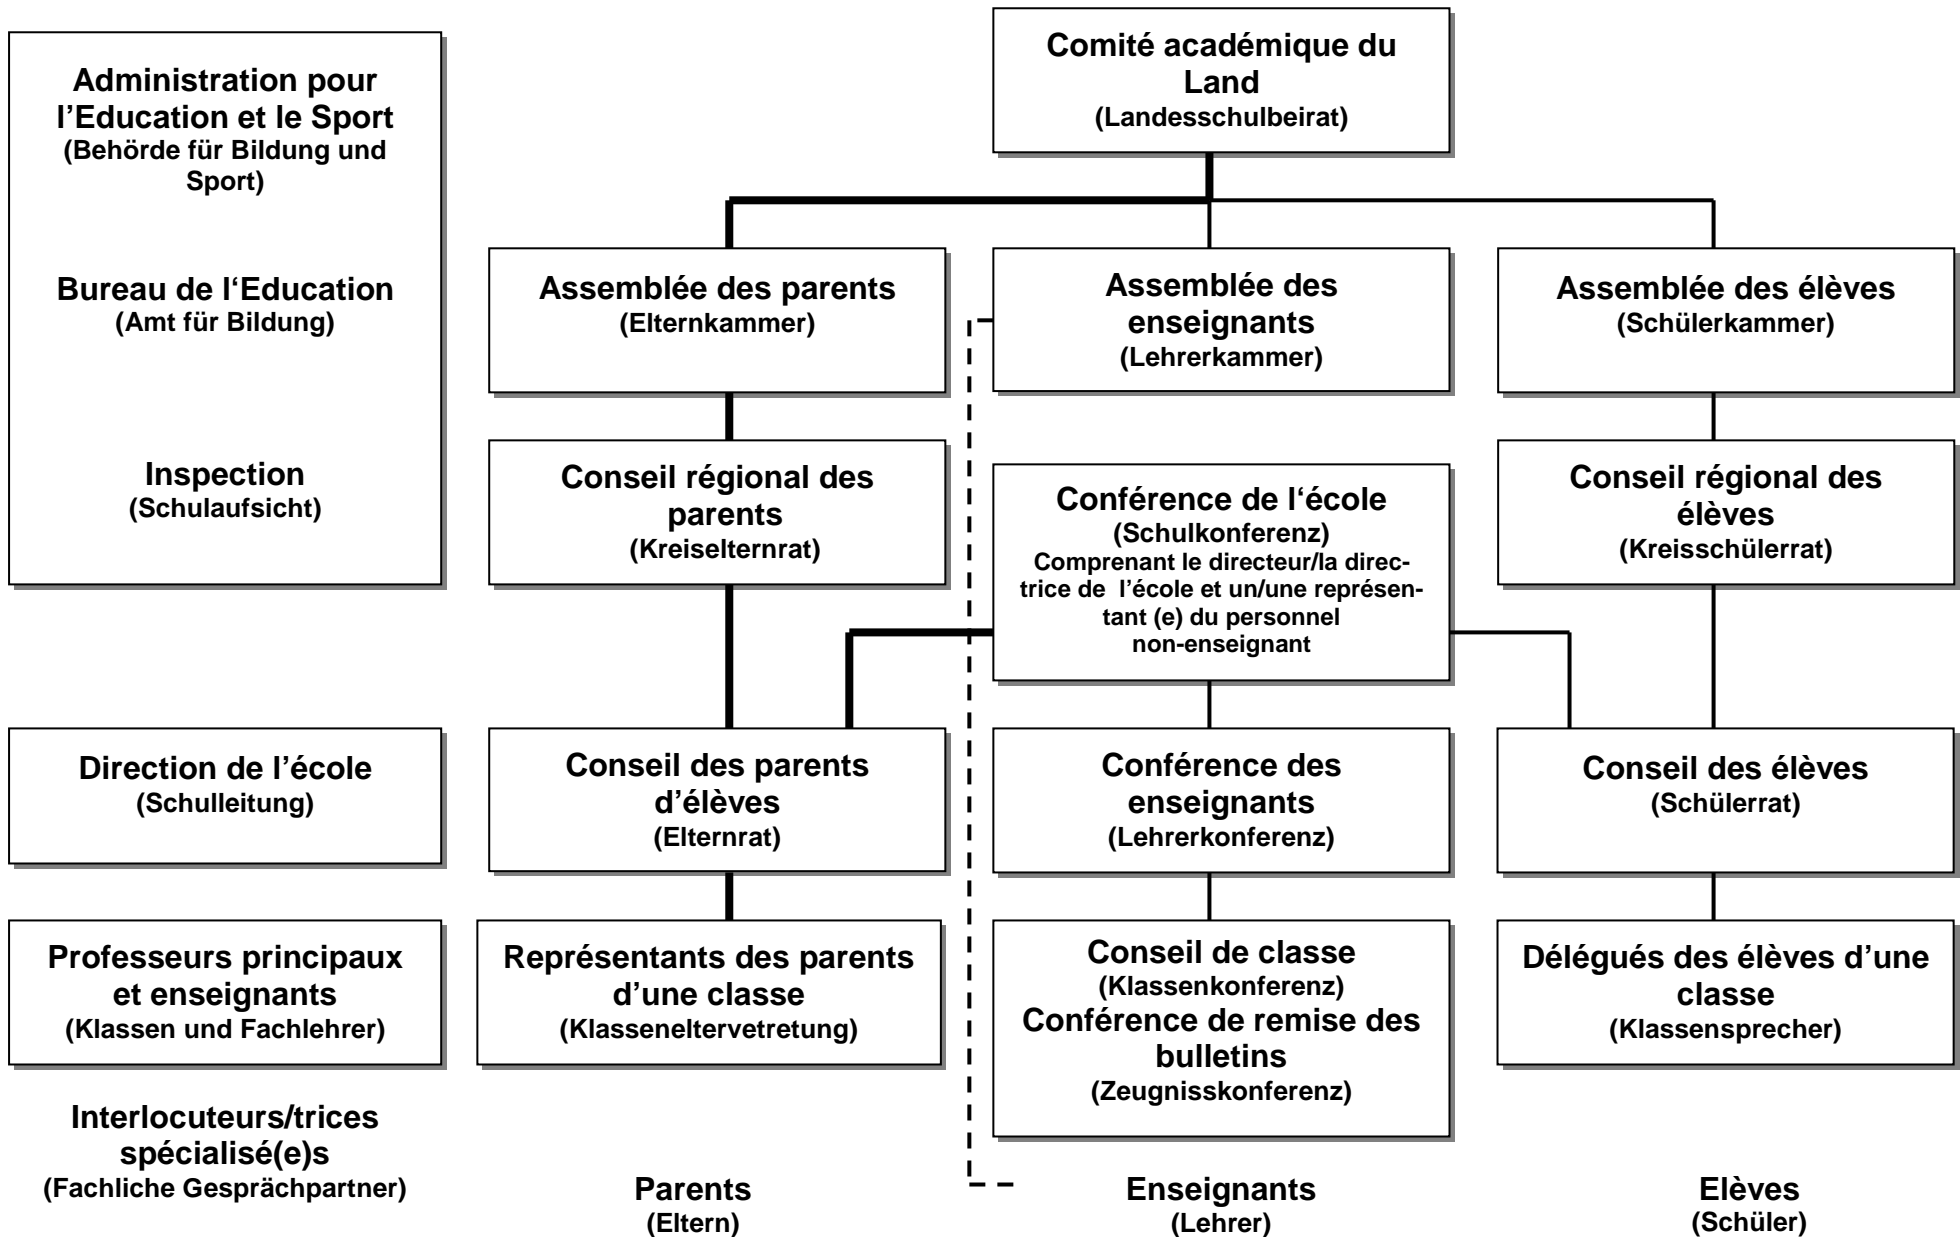 Administration pour
l’Education et le Sport
(Behörde für Bildung und
Sport)
Bureau de l‘Education
(Amt für Bildung)
Inspection
(Schulaufsicht)
Comité académique du
Land
(Landesschulbeirat)
Assemblée des parents
(Elternkammer)
Assemblée des
enseignants
(Lehrerkammer)
Assemblée des élèves
(Schülerkammer)
Conseil régional des
parents
(Kreiselternrat)
Conférence de l‘école
(Schulkonferenz)
Comprenant le directeur/la direc-
trice de l’école et un/une représen-
tant (e) du personnel
non-enseignant
Conseil régional des
élèves
(Kreisschülerrat)
Direction de l’école
(Schulleitung)
Conseil des parents
d’élèves
(Elternrat)
Conférence des
enseignants
(Lehrerkonferenz)
Conseil des élèves
(Schülerrat)
Professeurs principaux
et enseignants
(Klassen und Fachlehrer)
Représentants des parents
d’une classe
(Klasseneltervetretung)
Conseil de classe
(Klassenkonferenz)
Conférence de remise des
bulletins
(Zeugnisskonferenz)
Délégués des élèves d’une
classe
(Klassensprecher)
Interlocuteurs/trices
spécialisé(e)s
(Fachliche Gesprächpartner)
Parents
(Eltern)
Enseignants
(Lehrer)
Elèves
(Schüler)